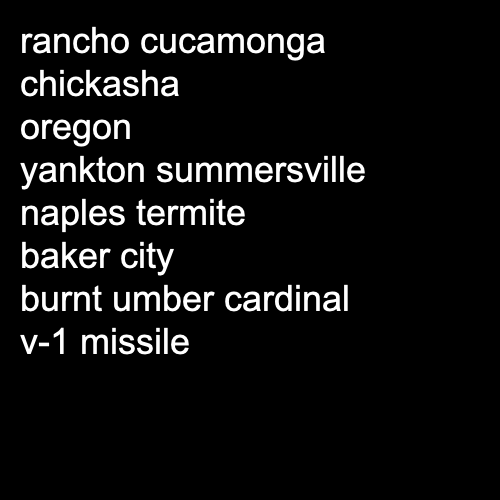 rancho cucamonga
chickasha
oregon
yankton summersville
naples termite
baker city
burnt umber cardinal
v-1 missile